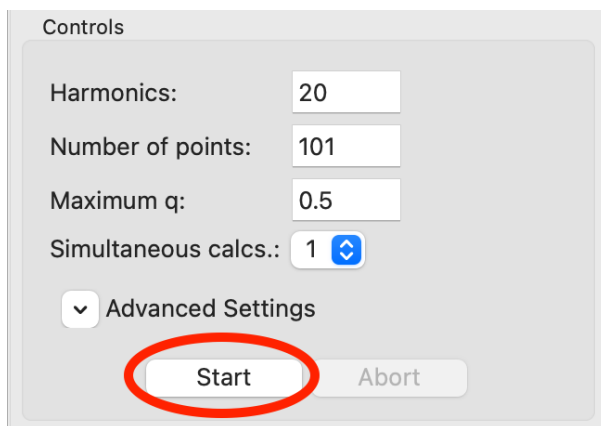 Controls
Harmonics: 20
Number of points: 101
Maximum q: 0.5
Simultaneous calcs.: 1
Advanced Settings
Start Abort